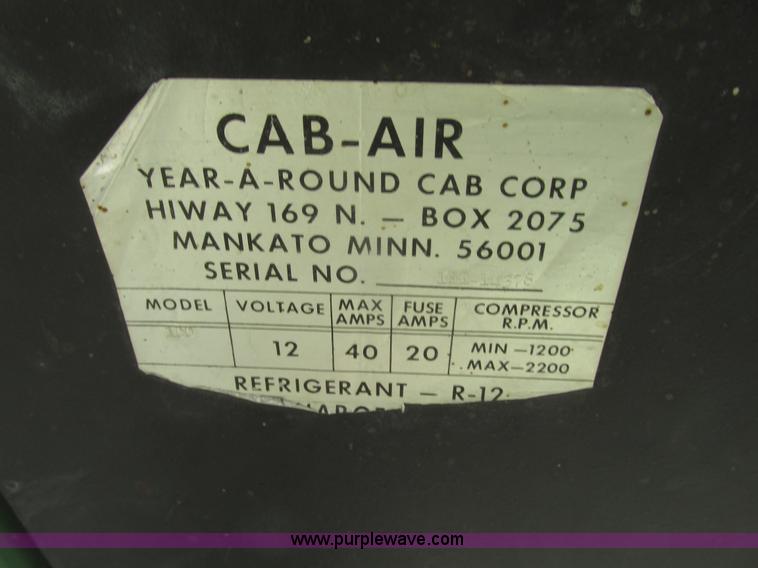 CAB-AIR
YEAR-A-ROUND CAB CORP
HIWAY 169 N. — BOX 2075
MANKATO MINN. 56001
SERIAL NO.
MODEL VOLTAGE MAX AMPS FUSE AMPS COMPRESSOR R.P.M.
12 40 20 MIN —1200
MAX—2200
REFRIGERANT — R-12
www.purplewave.com